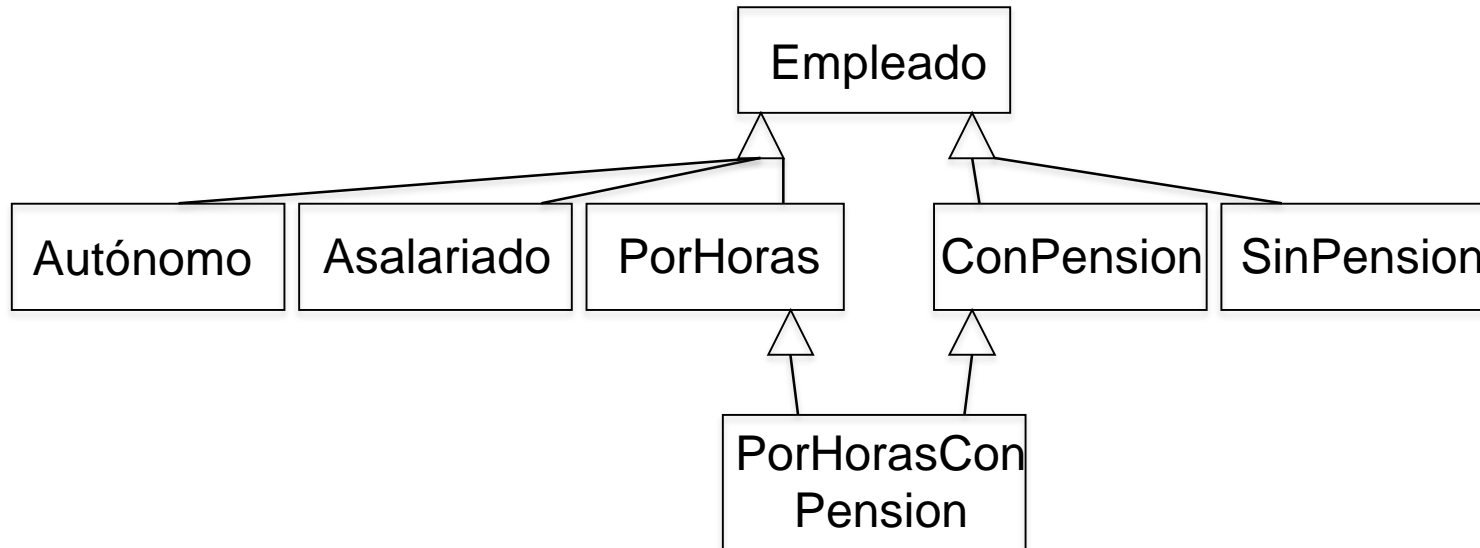 Empleado
Autónomo
Asalariado
PorHoras
ConPension
SinPension
PorHorasCon
Pension